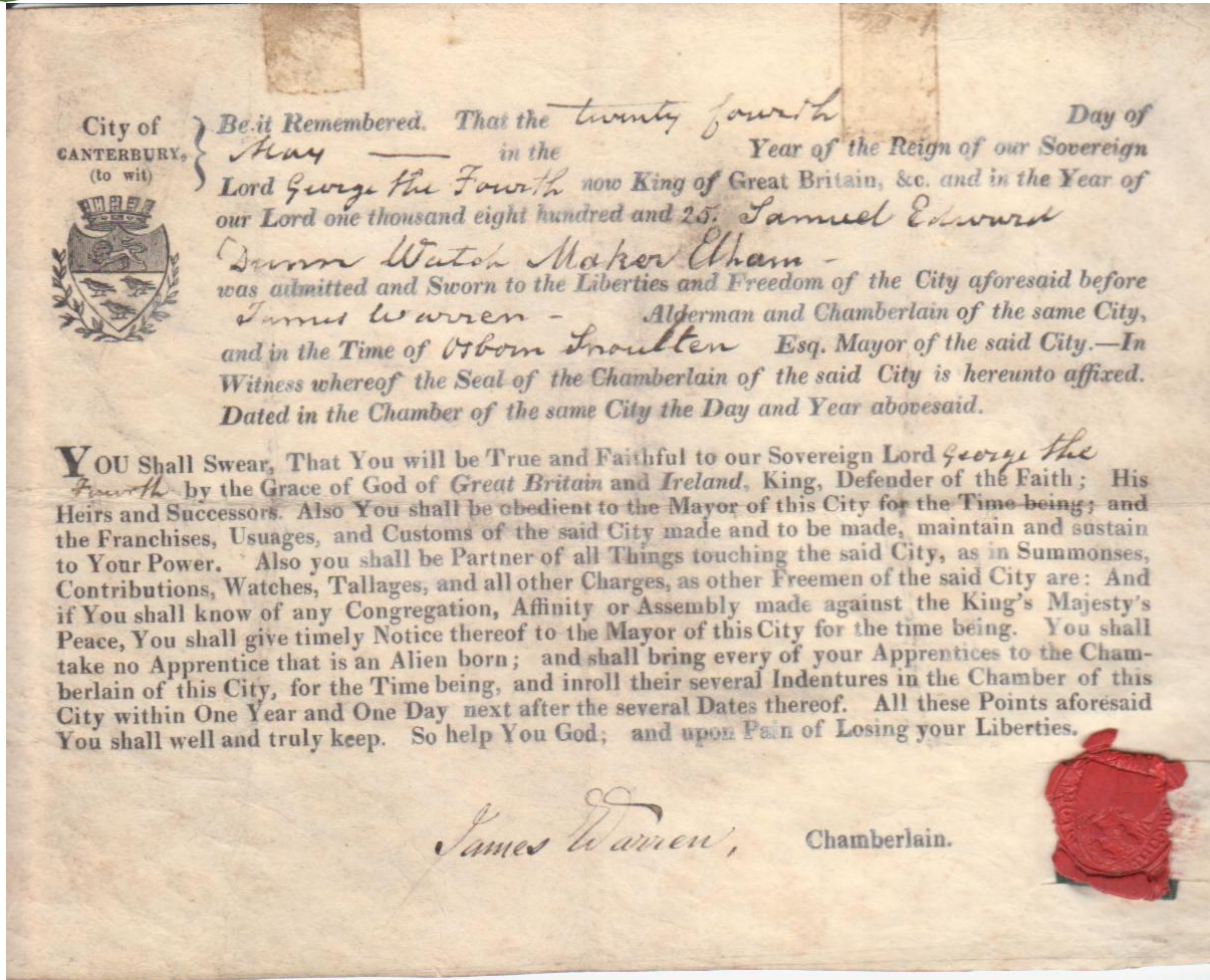 City of
CANTERBURY,
(to wit)
Be it Remembered. That the twenty fourth Day of
May — in the Year of the Reign of our Sovereign
Lord George the Fourth now King of Great Britain, &c. and in the Year of
our Lord one thousand eight hundred and 25. Samuel Edward
Dunn Watch Maker Elham -
was admitted and Sworn to the Liberties and Freedom of the City aforesaid before
James Warren - Alderman and Chamberlain of the same City,
and in the Time of Osborn Snoulten Esq. Mayor of the said City.—In
Witness whereof the Seal of the Chamberlain of the said City is hereunto affixed.
Dated in the Chamber of the same City the Day and Year abovesaid.
YOU Shall Swear, That You will be True and Faithful to our Sovereign Lord George the
Fourth by the Grace of God of Great Britain and Ireland, King, Defender of the Faith; His
Heirs and Successors. Also You shall be obedient to the Mayor of this City for the Time being; and
the Franchises, Usuages, and Customs of the said City made and to be made, maintain and sustain
to Your Power. Also you shall be Partner of all Things touching the said City, as in Summonses,
Contributions, Watches, Tallages, and all other Charges, as other Freemen of the said City are: And
if You shall know of any Congregation, Affinity or Assembly made against the King's Majesty's
Peace, You shall give timely Notice thereof to the Mayor of this City for the time being. You shall
take no Apprentice that is an Alien born; and shall bring every of your Apprentices to the Cham-
berlain of this City, for the Time being, and inroll their several Indentures in the Chamber of this
City within One Year and One Day next after the several Dates thereof. All these Points aforesaid
You shall well and truly keep. So help You God; and upon Pain of Losing your Liberties.
James Warren, Chamberlain.